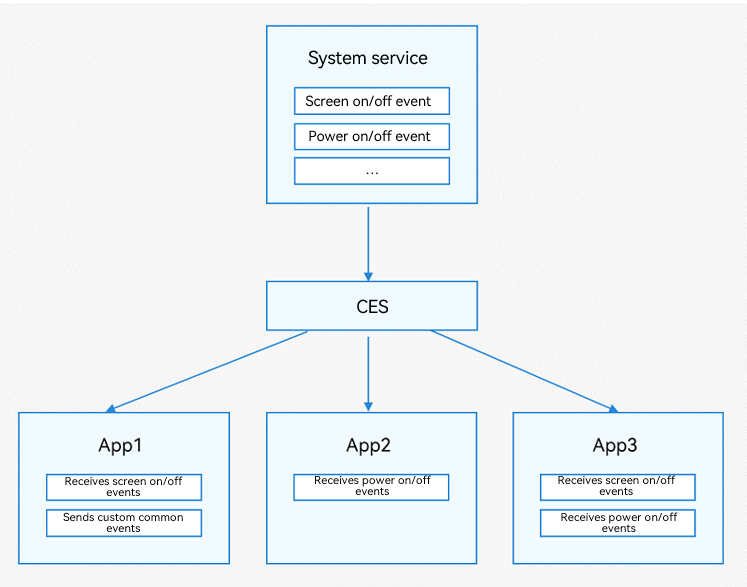 System service
Screen on/off event
Power on/off event
...
CES
App1
Receives screen on/off
events
Sends custom common
events
App2
Receives power on/off
events
App3
Receives screen on/off
events
Receives power on/off
events